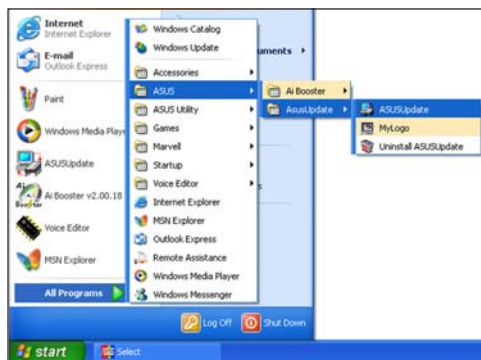 Internet
Internet Explorer
E-mail
Outlook Express
Paint
Windows Media Playe
ASUSUpdate
Ai Booster v2.00.18
Voice Editor
MSN Explorer
All Programs
Windows Catalog
Windows Update
Accessories
ASUS
ASUS Utility
Games
Marvell
Startup
Voice Editor
Internet Explorer
MSN Explorer
Outlook Express
Remote Assistance
Windows Media Player
Windows Messenger
uments
s
Ai Booster
AsusUpdate
ASUSUpdate
MyLogo
Uninstall ASUSUpdate
Log Off
Shut Down
start
Select